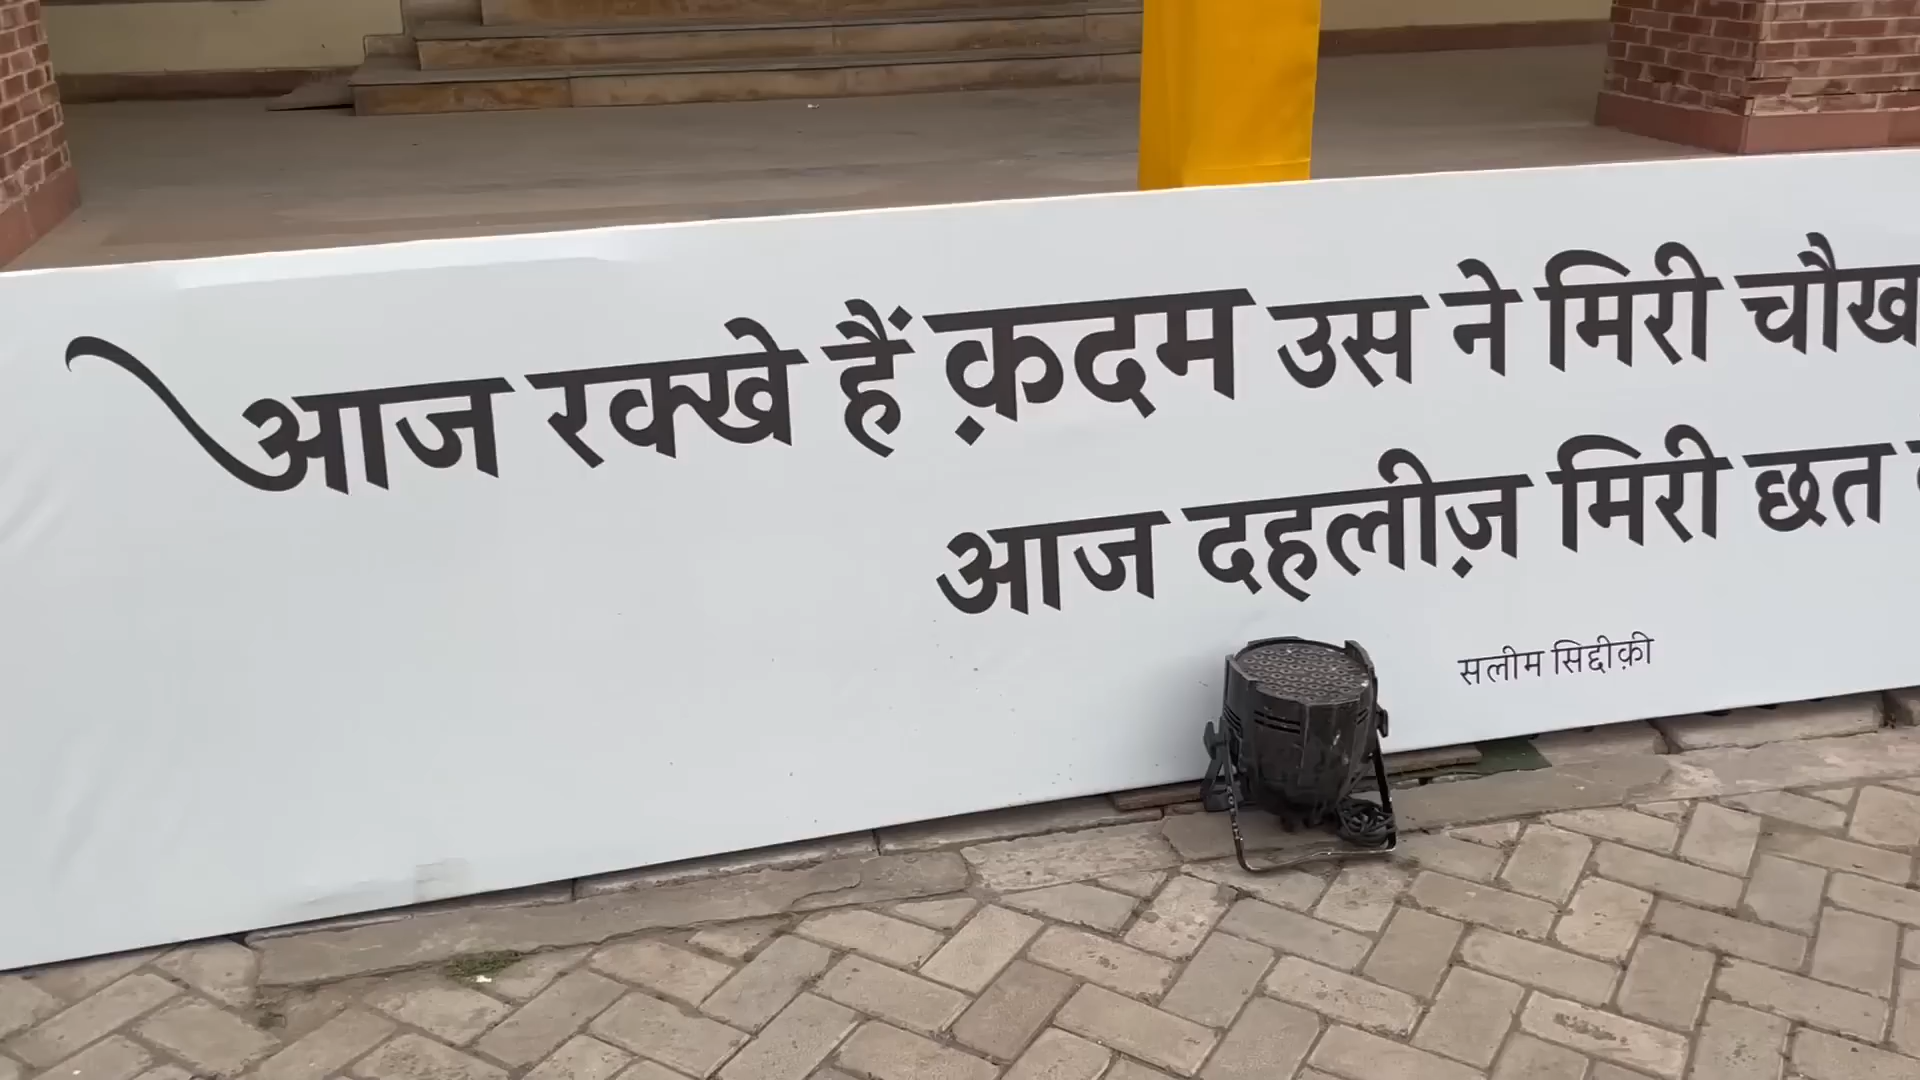 आज रक्खे हैं क़दम उस ने मिरी चौख
आज दहलीज़ मिरी छत
सलीम सिद्दीक़ी